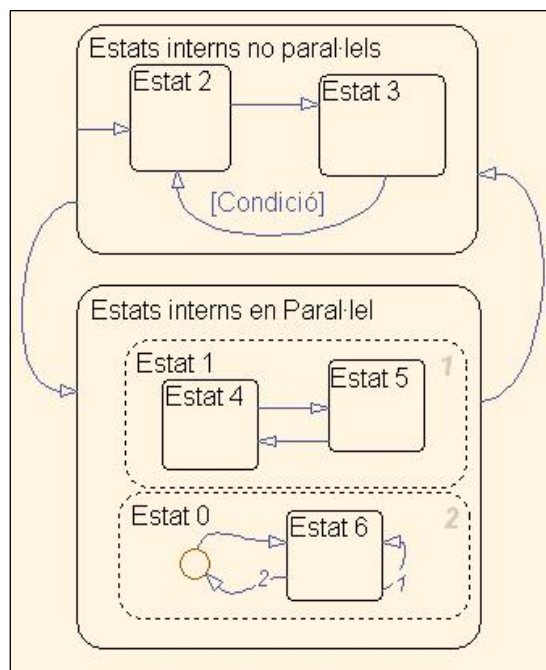 Estats interns no paral·lels
Estat 2
Estat 3
[Condició]
Estats interns en Paral·lel
Estat 1
1
Estat 4
Estat 5
Estat 0
2
Estat 6
2
1